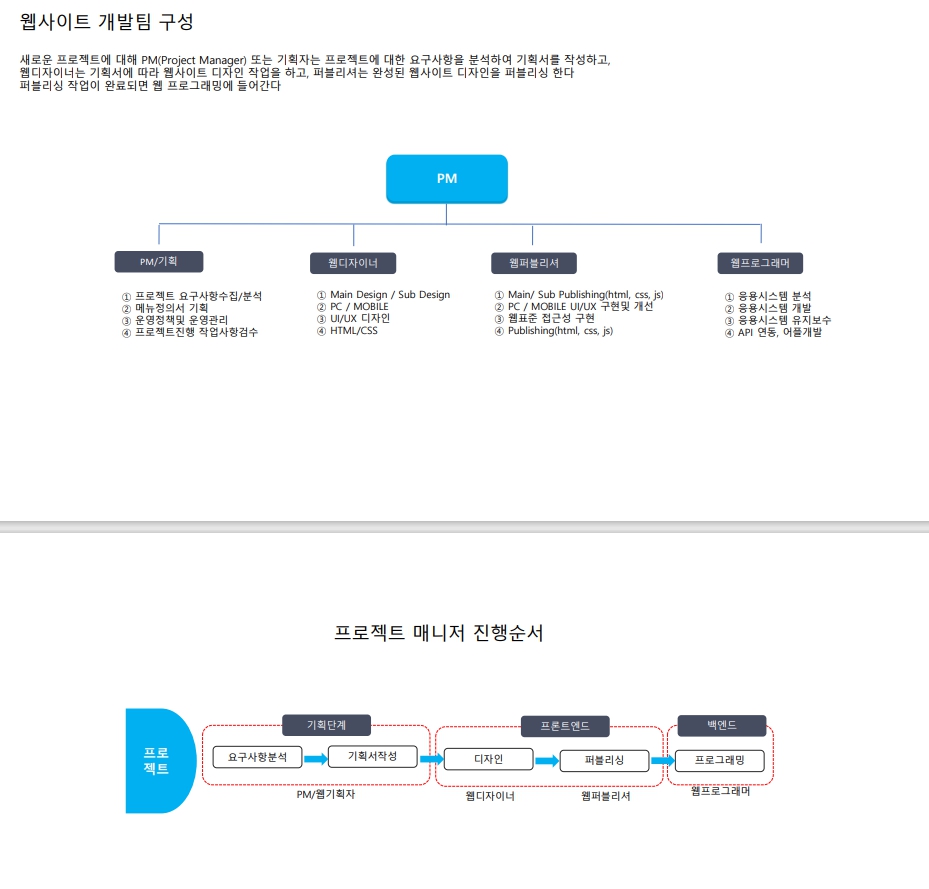 웹사이트 개발팀 구성
새로운 프로젝트에 대해 PM(Project Manager) 또는 기획자는 프로젝트에 대한 요구사항을 분석하여 기획서를 작성하고,
웹디자이너는 기획서에 따라 웹사이트 디자인 작업을 하고, 퍼블리셔는 완성된 웹사이트 디자인을 퍼블리싱 한다
퍼블리싱 작업이 완료되면 웹 프로그래밍에 들어간다
PM
PM/기획
① 프로젝트 요구사항수집/분석
② 메뉴정의서 기획
③ 운영정책및 운영관리
④ 프로젝트진행 작업사항검수
웹디자이너
① Main Design / Sub Design
② PC / MOBILE
③ UI/UX 디자인
④ HTML/CSS
웹퍼블리셔
① Main/ Sub Publishing(html, css, js)
② PC / MOBILE UI/UX 구현및 개선
③ 웹표준 접근성 구현
④ Publishing(html, css, js)
웹프로그래머
① 응용시스템 분석
② 응용시스템 개발
③ 응용시스템 유지보수
④ API 연동, 어플개발
프로젝트 매니저 진행순서
프로
젝트
기획단계
요구사항분석
기획서작성
PM/웹기획자
프론트엔드
디자인
퍼블리싱
웹디자이너
웹퍼블리셔
백엔드
프로그래밍
웹프로그래머